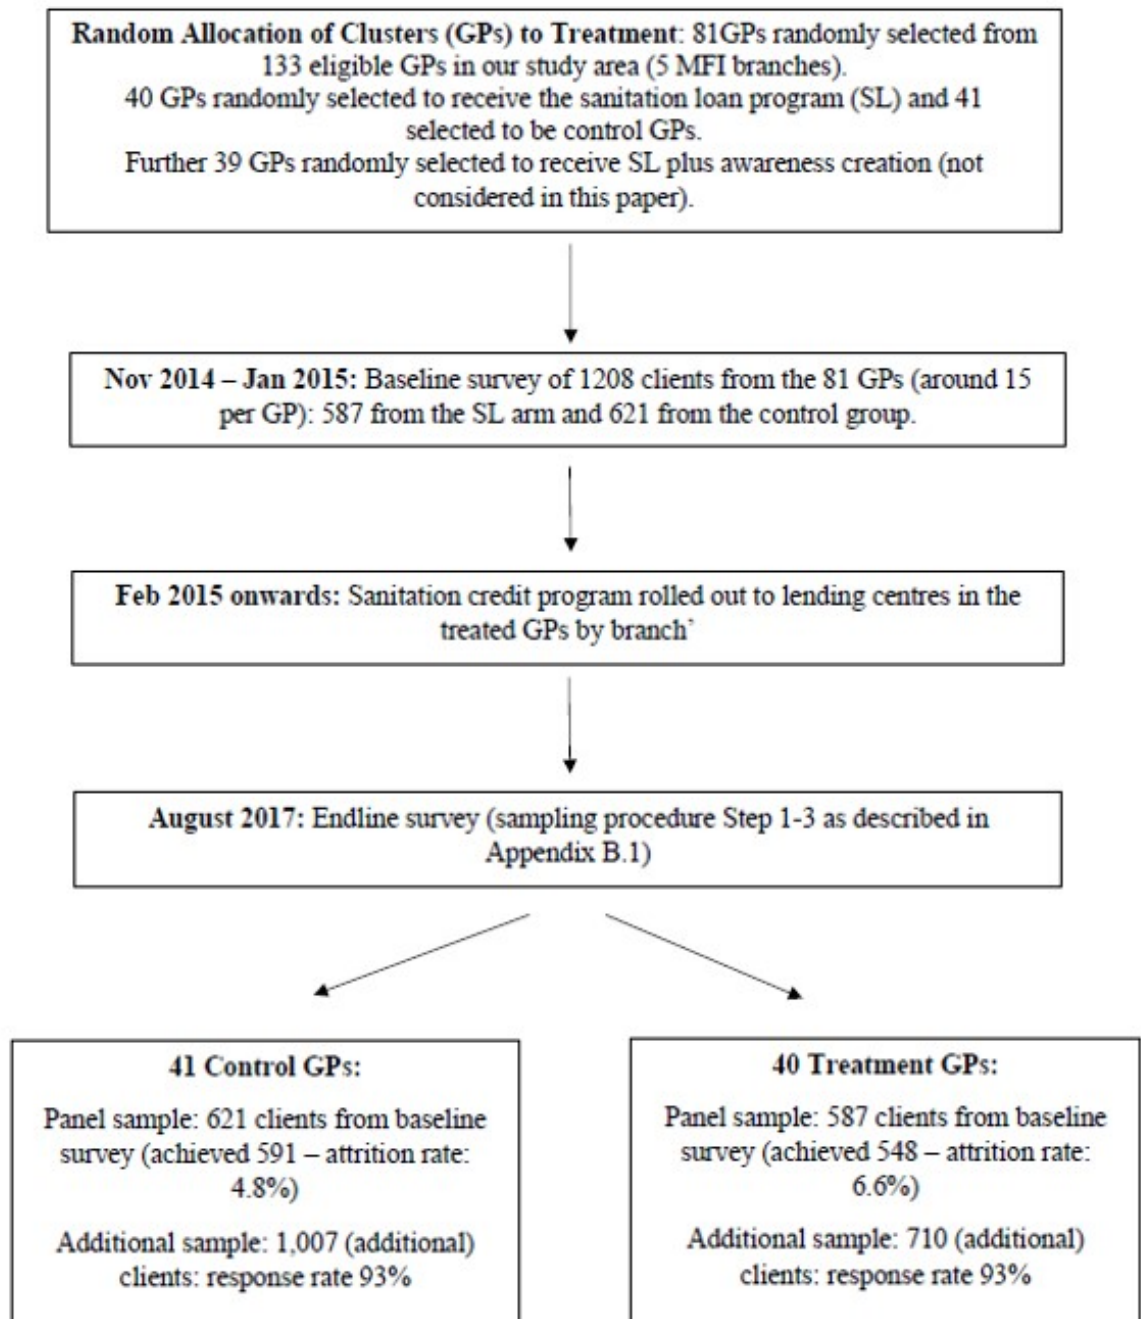 Random Allocation of Clusters (GPs) to Treatment: 81GPs randomly selected from
133 eligible GPs in our study area (5 MFI branches).
40 GPs randomly selected to receive the sanitation loan program (SL) and 41
selected to be control GPs.
Further 39 GPs randomly selected to receive SL plus awareness creation (not
considered in this paper).
Nov 2014 – Jan 2015: Baseline survey of 1208 clients from the 81 GPs (around 15
per GP): 587 from the SL arm and 621 from the control group.
Feb 2015 onwards: Sanitation credit program rolled out to lending centres in the
treated GPs by branch’
August 2017: Endline survey (sampling procedure Step 1-3 as described in
Appendix B.1)
41 Control GPs:
Panel sample: 621 clients from baseline
survey (achieved 591 – attrition rate:
4.8%)
Additional sample: 1,007 (additional)
clients: response rate 93%
40 Treatment GPs:
Panel sample: 587 clients from baseline
survey (achieved 548 – attrition rate:
6.6%)
Additional sample: 710 (additional)
clients: response rate 93%